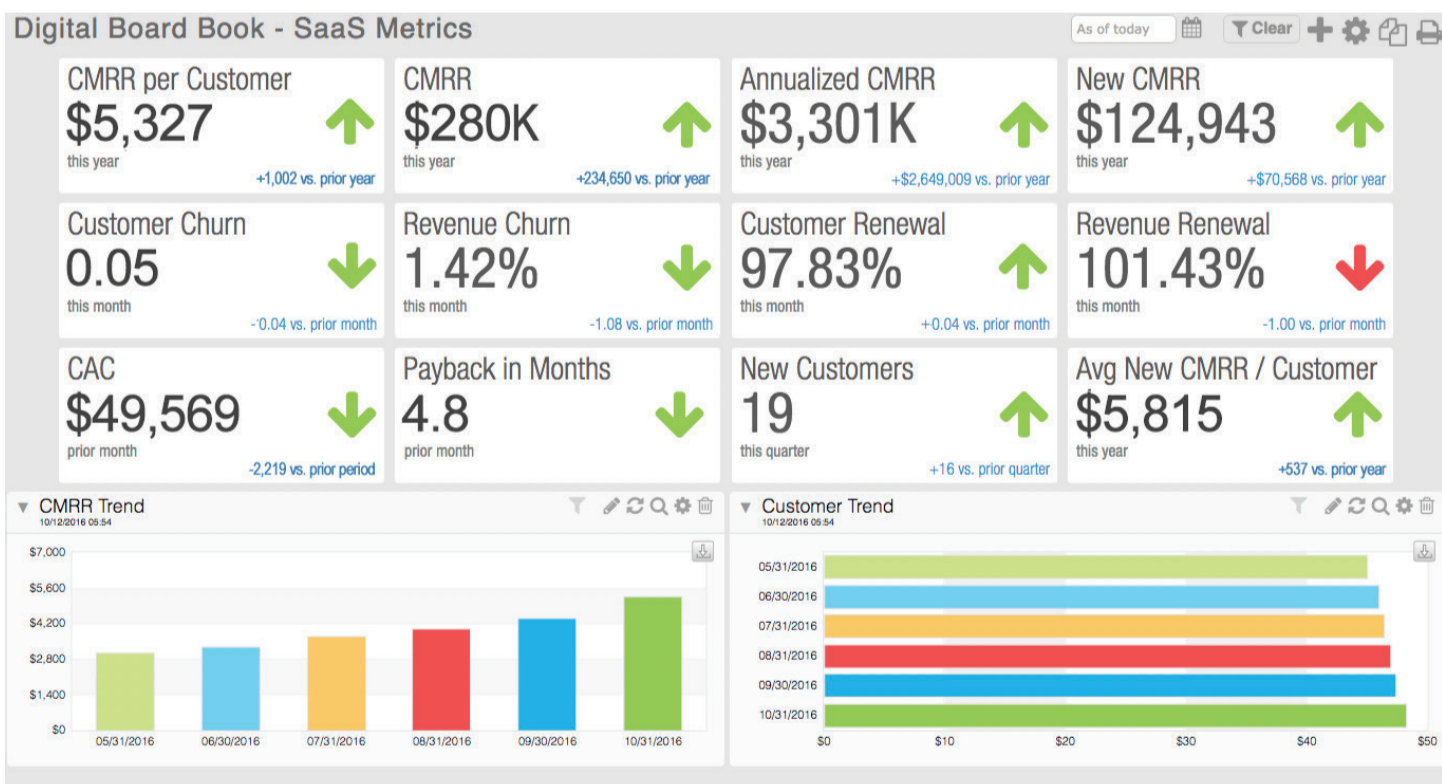 Digital Board Book - SaaS Metrics
As of today
Clear
CMRR per Customer
$5,327
this year
+1,002 vs. prior year
CMRR
$280K
this year
+234,650 vs. prior year
Annualized CMRR
$3,301K
this year
+$2,649,009 vs. prior year
New CMRR
$124,943
this year
+$70,568 vs. prior year
Customer Churn
0.05
this month
-0.04 vs. prior month
Revenue Churn
1.42%
this month
-1.08 vs. prior month
Customer Renewal
97.83%
this month
+0.04 vs. prior month
Revenue Renewal
101.43%
this month
-1.00 vs. prior month
CAC
$49,569
prior month
-2,219 vs. prior period
Payback in Months
4.8
prior month
New Customers
19
this quarter
+16 vs. prior quarter
Avg New CMRR / Customer
$5,815
this year
+537 vs. prior year
CMRR Trend
10/12/2016 05:54
$7,000
$5,600
$4,200
$2,800
$1,400
$0
05/31/2016 06/30/2016 07/31/2016 08/31/2016 09/30/2016 10/31/2016
Customer Trend
10/12/2016 05:54
05/31/2016
06/30/2016
07/31/2016
08/31/2016
09/30/2016
10/31/2016
$0 $10 $20 $30 $40 $50